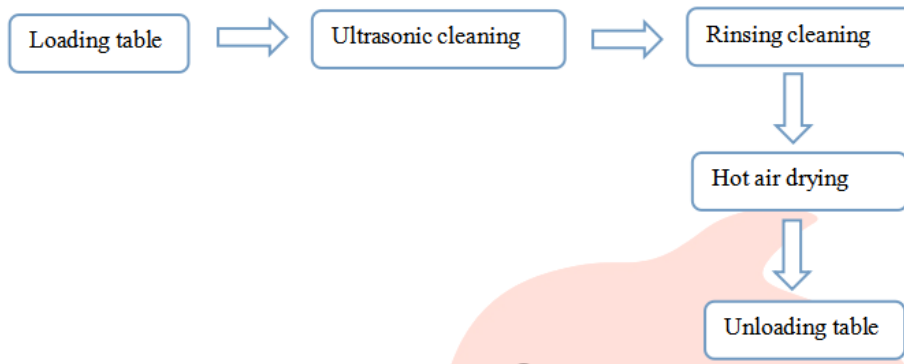 Loading table
Ultrasonic cleaning
Rinsing cleaning
Hot air drying
Unloading table